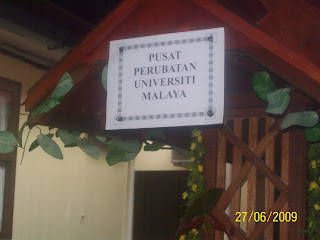 PUSAT
PERUBATAN
UNIVERSITI
MALAYA
27/06/2009